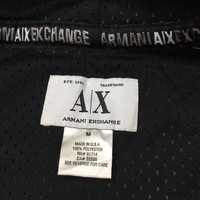 ARMANI A|X EXCHANGE ARMANI A|X EXCHANGE
EST. 1991 TRADEMARK
A|X
ARMANI EXCHANGE
M
MADE IN U.S.A
100% POLYESTER
SEE REVERSE FOR CARE